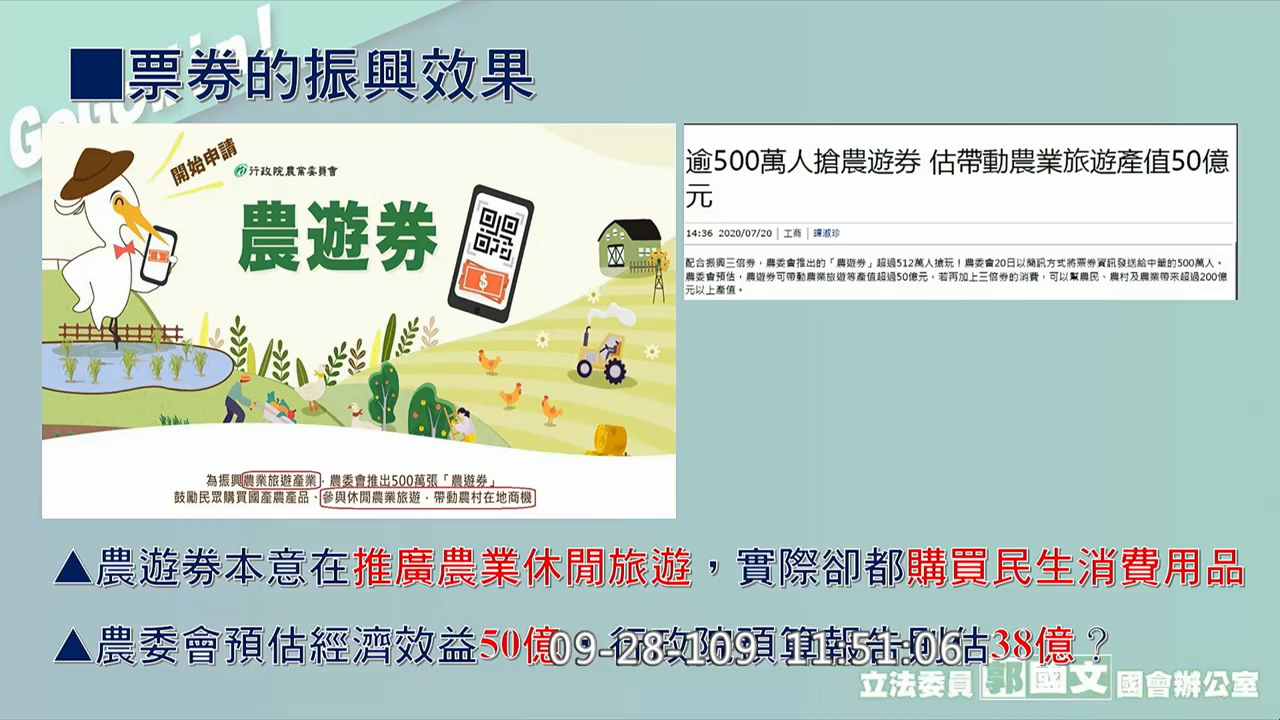 GoGoKin!
■票券的振興效果
開始申請
行政院農業委員會
農遊券
為振興農業旅遊產業，農委會推出500萬張「農遊券」
鼓勵民眾購買國產農產品、參與休閒農業旅遊，帶動農村在地商機
逾500萬人搶農遊券 估帶動農業旅遊產值50億
元
14:36 2020/07/20│工商│譚淑珍
配合振興三倍券，農委會推出的「農遊券」超過512萬人搶玩！農委會20日以簡訊方式將票券資訊發送給中籤的500萬人。
農委會預估，農遊券可帶動農業旅遊等產值超過50億元，若再加上三倍券的消費，可以幫農民、農村及農業帶來超過200億
元以上產值。
▲農遊券本意在推廣農業休閒旅遊，實際卻都購買民生消費用品
▲農委會預估經濟效益50億，行政院預算報告則估38億？
09-28-109 11:51:06
立法委員 郭國文 國會辦公室